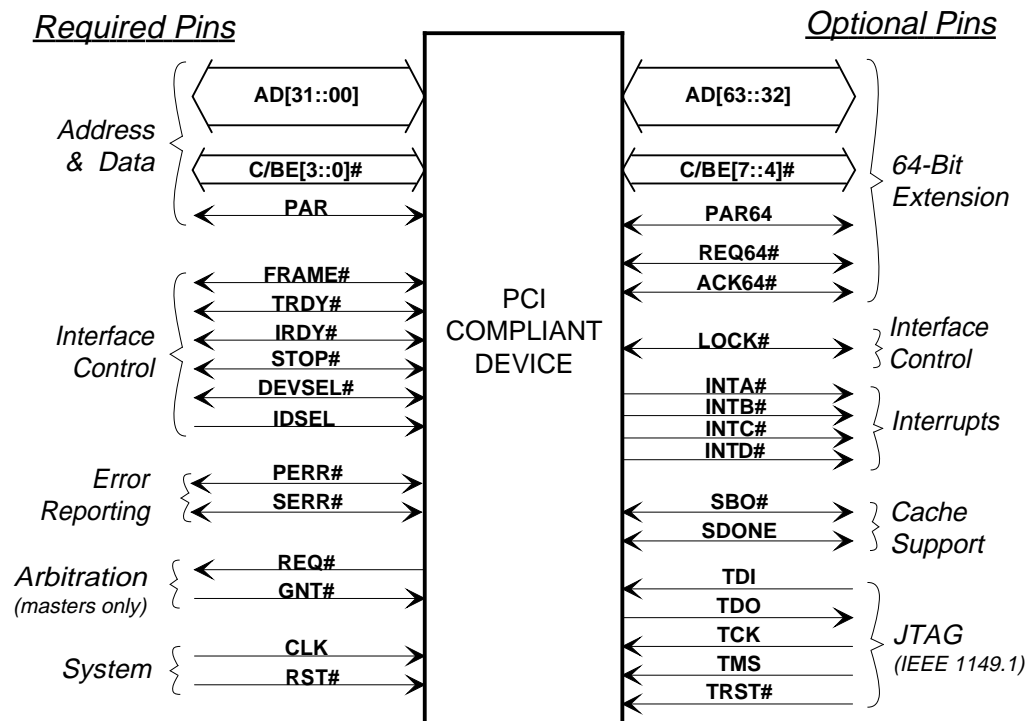 Required Pins
Optional Pins
Address
& Data
AD[31::00]
C/BE[3::0]#
PAR
Interface
Control
FRAME#
TRDY#
IRDY#
STOP#
DEVSEL#
IDSEL
Error
Reporting
PERR#
SERR#
Arbitration
(masters only)
REQ#
GNT#
System
CLK
RST#
PCI
COMPLIANT
DEVICE
AD[63::32]
C/BE[7::4]#
PAR64
REQ64#
ACK64#
64-Bit
Extension
LOCK#
Interface
Control
INTA#
INTB#
INTC#
INTD#
Interrupts
SBO#
SDONE
Cache
Support
TDI
TDO
TCK
TMS
TRST#
JTAG
(IEEE 1149.1)